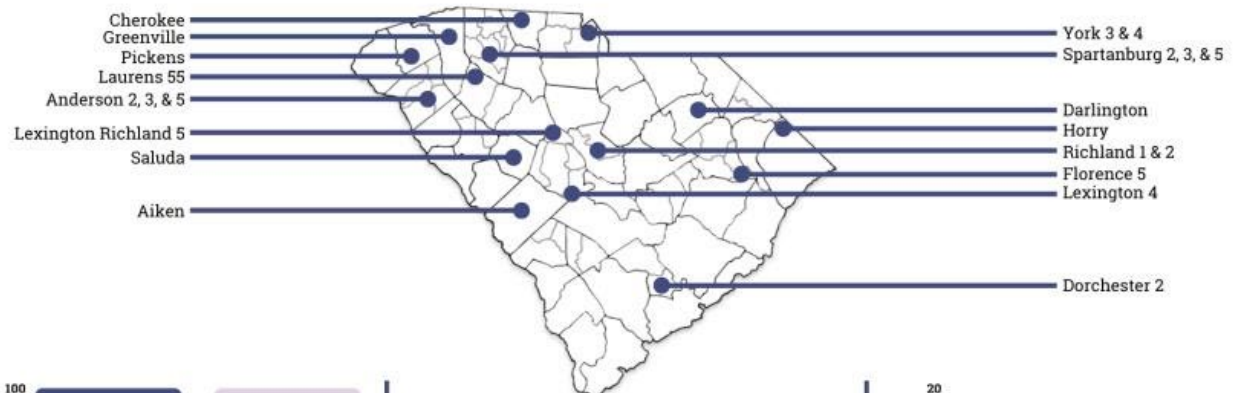 Cherokee
Greenville
Pickens
Laurens 55
Anderson 2, 3, & 5
Lexington Richland 5
Saluda
Aiken
York 3 & 4
Spartanburg 2, 3, & 5
Darlington
Horry
Richland 1 & 2
Florence 5
Lexington 4
Dorchester 2
100
20